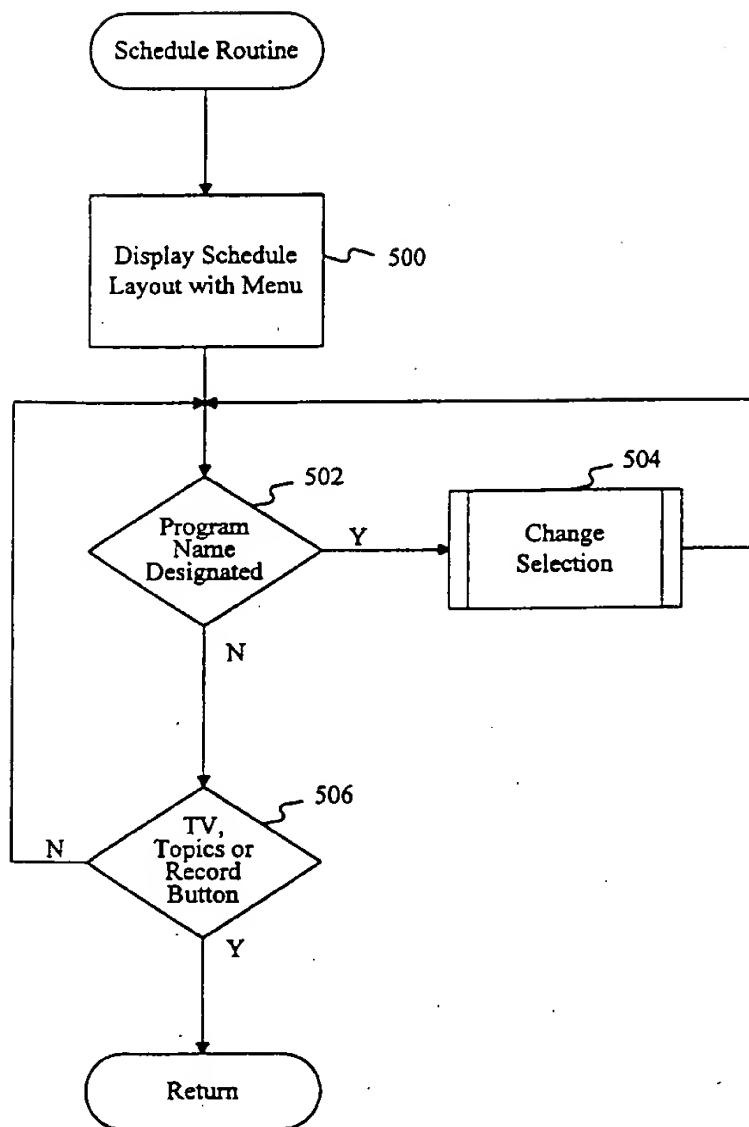 Schedule Routine
Display Schedule
Layout with Menu
500
502
Program
Name
Designated
Y
504
Change
Selection
N
506
TV,
Topics or
Record
Button
N
Y
Return